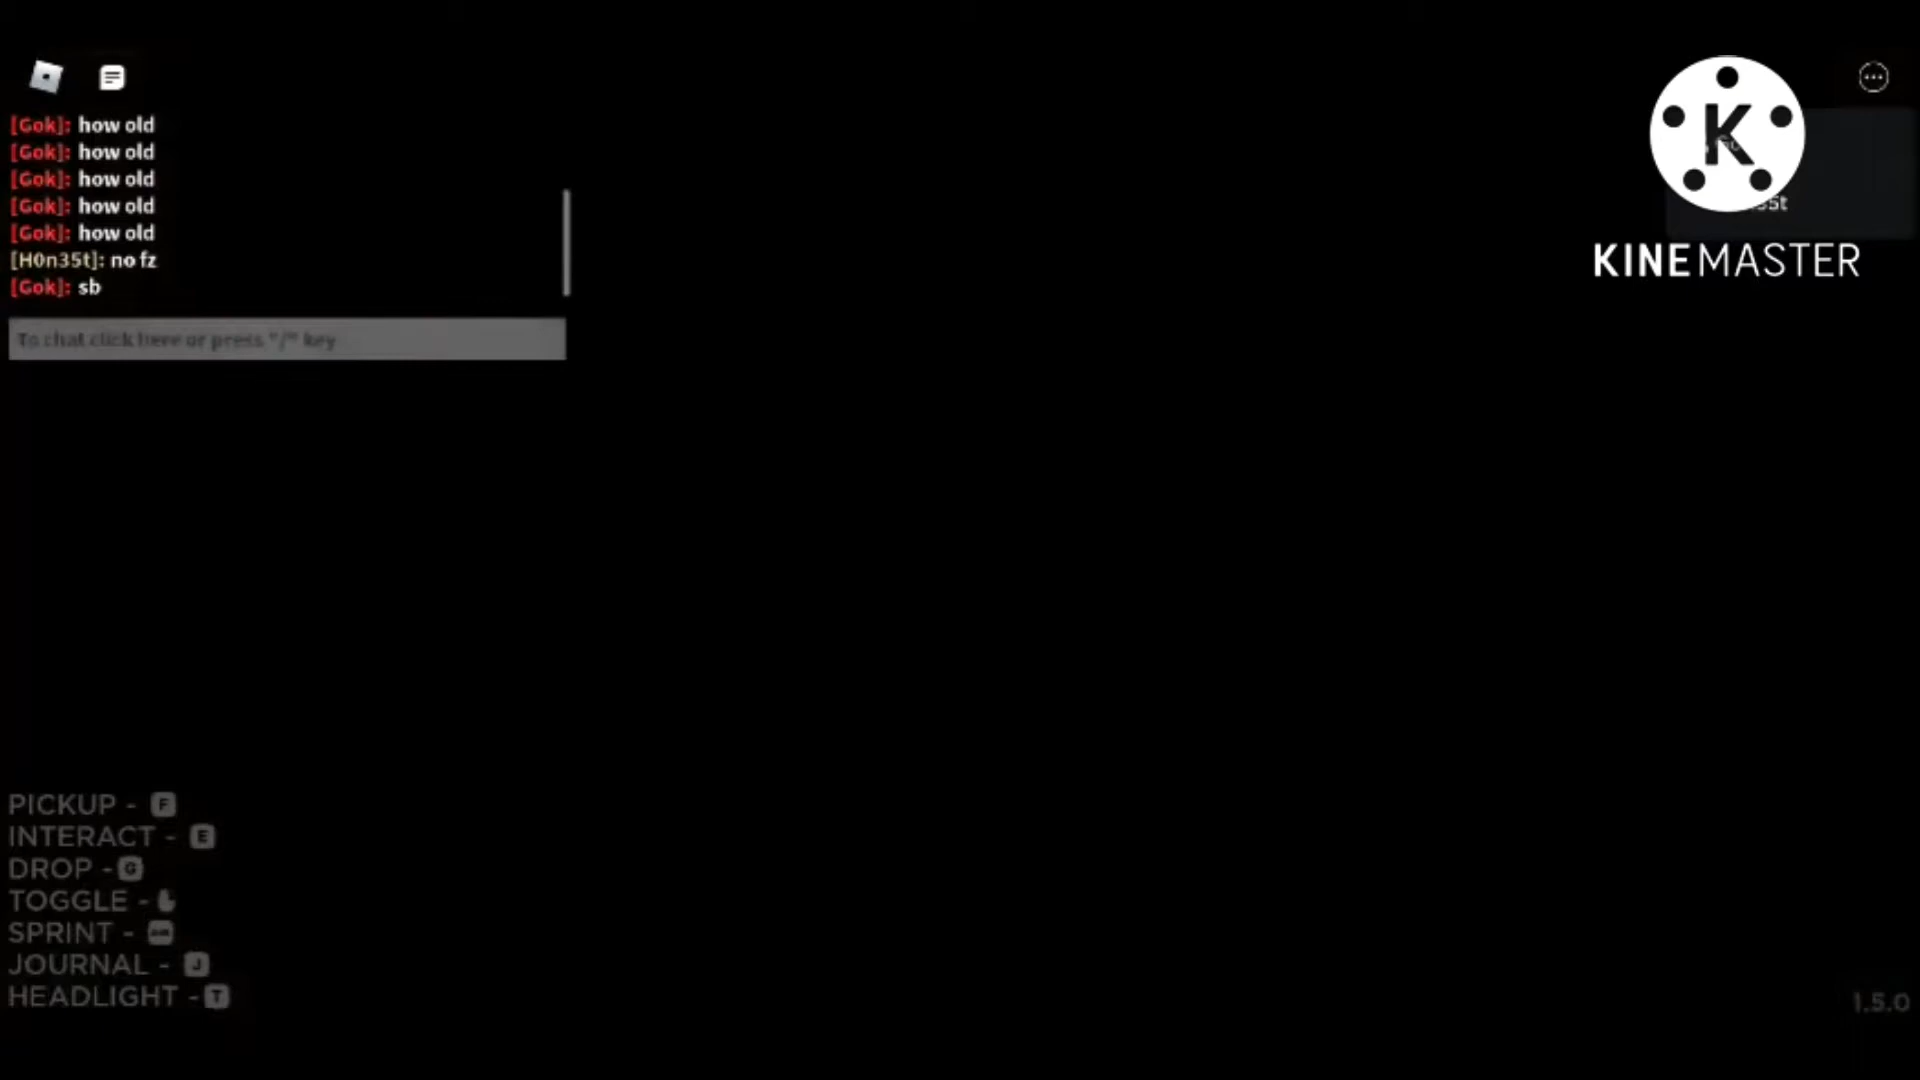 [Gok]: how old
[Gok]: how old
[Gok]: how old
[Gok]: how old
[Gok]: how old
[H0n35t]: no fz
[Gok]: sb
To chat click here or press "/" key
K
35t
KINEMASTER
PICKUP - F
INTERACT - E
DROP - G
TOGGLE -
SPRINT -
JOURNAL - J
HEADLIGHT - T
1.5.0